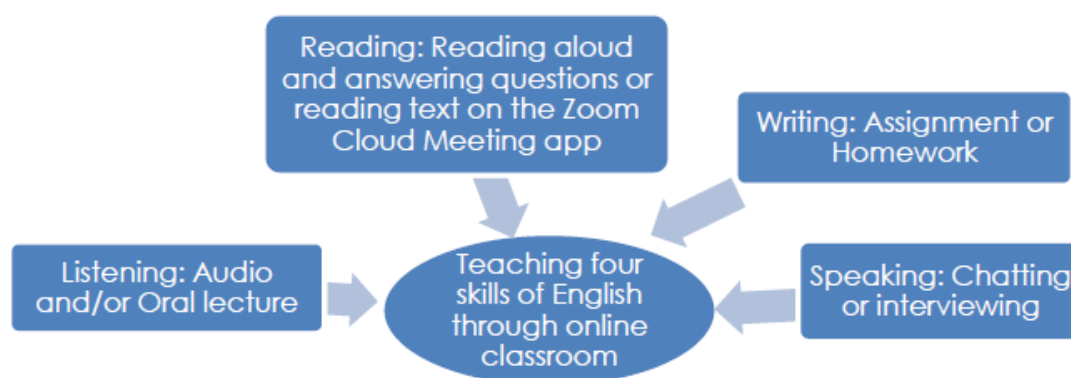 Reading: Reading aloud
and answering questions or
reading text on the Zoom
Cloud Meeting app
Writing: Assignment or
Homework
Listening: Audio
and/or Oral lecture
Teaching four
skills of English
through online
classroom
Speaking: Chatting
or interviewing